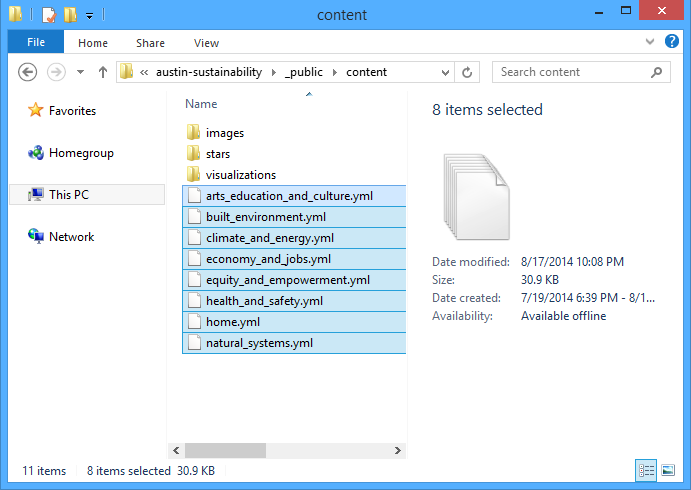 content
File Home Share View
« austin-sustainability _public content Search content
Favorites
Homegroup
This PC
Network
Name
images
stars
visualizations
arts_education_and_culture.yml
built_environment.yml
climate_and_energy.yml
economy_and_jobs.yml
equity_and_empowerment.yml
health_and_safety.yml
home.yml
natural_systems.yml
8 items selected
Date modified: 8/17/2014 10:08 PM
Size: 30.9 KB
Date created: 7/19/2014 6:39 PM - 8/1...
Availability: Available offline
11 items 8 items selected 30.9 KB